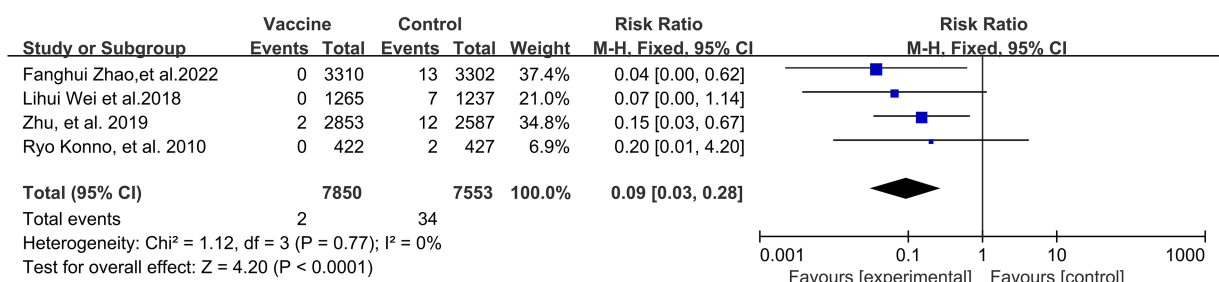 Vaccine Control Risk Ratio Risk Ratio
Study or Subgroup Events Total Events Total Weight M-H, Fixed, 95% CI M-H, Fixed, 95% CI
Fanghui Zhao,et al.2022 0 3310 13 3302 37.4% 0.04 [0.00, 0.62]
Lihui Wei et al.2018 0 1265 7 1237 21.0% 0.07 [0.00, 1.14]
Zhu, et al. 2019 2 2853 12 2587 34.8% 0.15 [0.03, 0.67]
Ryo Konno, et al. 2010 0 422 2 427 6.9% 0.20 [0.01, 4.20]
Total (95% CI) 7850 7553 100.0% 0.09 [0.03, 0.28]
Total events 2 34
Heterogeneity: Chi² = 1.12, df = 3 (P = 0.77); I² = 0%
Test for overall effect: Z = 4.20 (P < 0.0001)
0.001 0.1 1 10 1000
Favours [experimental] Favours [control]